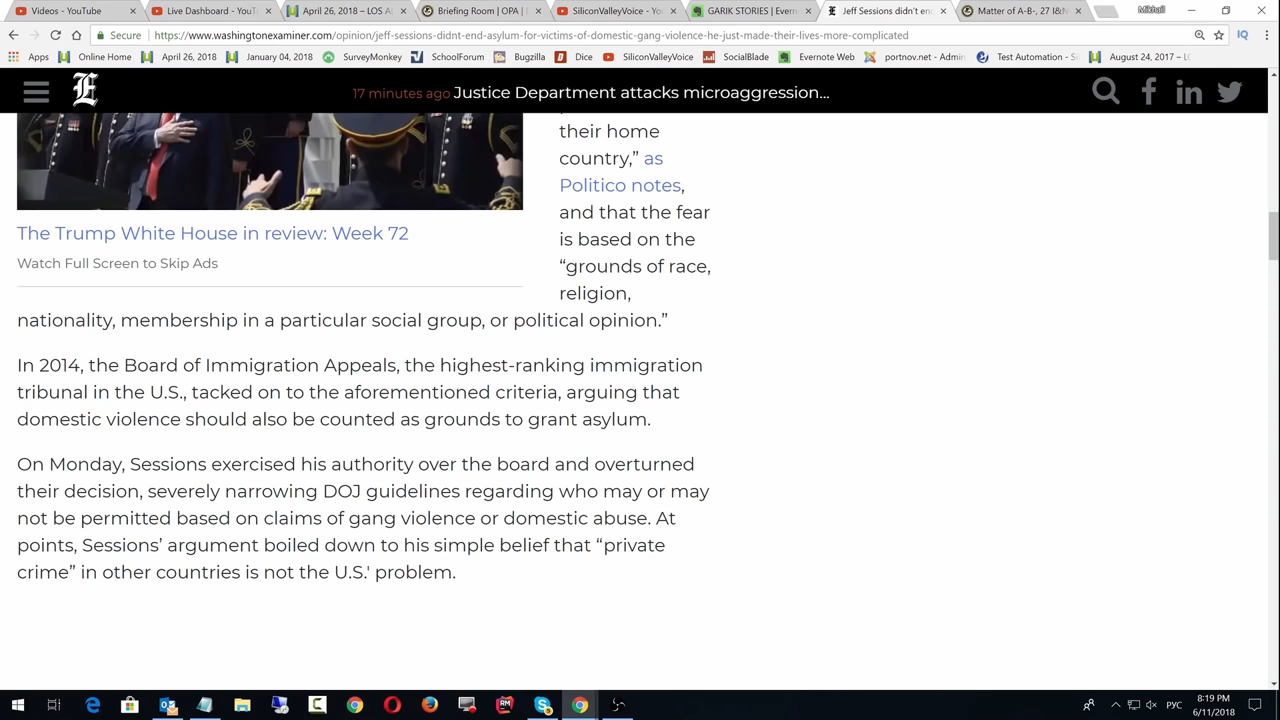 Videos - YouTube
Live Dashboard - YouT
April 26, 2018 – LOS A
Briefing Room | OPA |
SiliconValleyVoice - Yo
GARIK STORIES | Evern
Jeff Sessions didn't en
Matter of A-B-, 27 I&N
Mikhail
Secure
https://www.washingtonexaminer.com/opinion/jeff-sessions-didnt-end-asylum-for-victims-of-domestic-gang-violence-he-just-made-their-lives-more-complicated
IQ
Apps
Online Home
April 26, 2018
January 04, 2018
SurveyMonkey
SchoolForum
Bugzilla
Dice
SiliconValleyVoice
SocialBlade
Evernote Web
portnov.net - Admin
Test Automation - Si
August 24, 2017 – L
17 minutes ago Justice Department attacks microaggression...
their home
country,” as
Politico notes,
and that the fear
is based on the
“grounds of race,
religion,
The Trump White House in review: Week 72
Watch Full Screen to Skip Ads
nationality, membership in a particular social group, or political opinion.”
In 2014, the Board of Immigration Appeals, the highest-ranking immigration
tribunal in the U.S., tacked on to the aforementioned criteria, arguing that
domestic violence should also be counted as grounds to grant asylum.
On Monday, Sessions exercised his authority over the board and overturned
their decision, severely narrowing DOJ guidelines regarding who may or may
not be permitted based on claims of gang violence or domestic abuse. At
points, Sessions’ argument boiled down to his simple belief that “private
crime” in other countries is not the U.S.' problem.
РУС
8:19 PM
6/11/2018